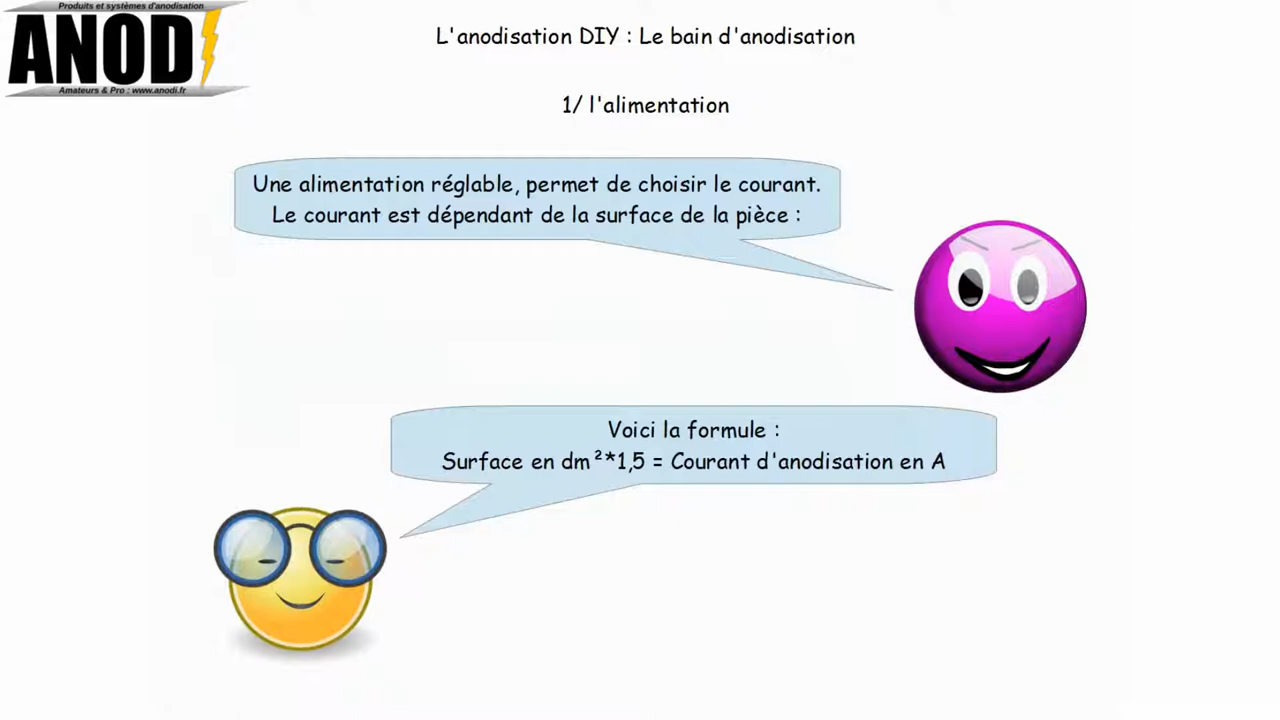 Produits et systèmes d'anodisation
ANODI
Amateurs & Pro : www.anodi.fr
L'anodisation DIY : Le bain d'anodisation
1/ l'alimentation
Une alimentation réglable, permet de choisir le courant.
Le courant est dépendant de la surface de la pièce :
Voici la formule :
Surface en dm²*1,5 = Courant d'anodisation en A